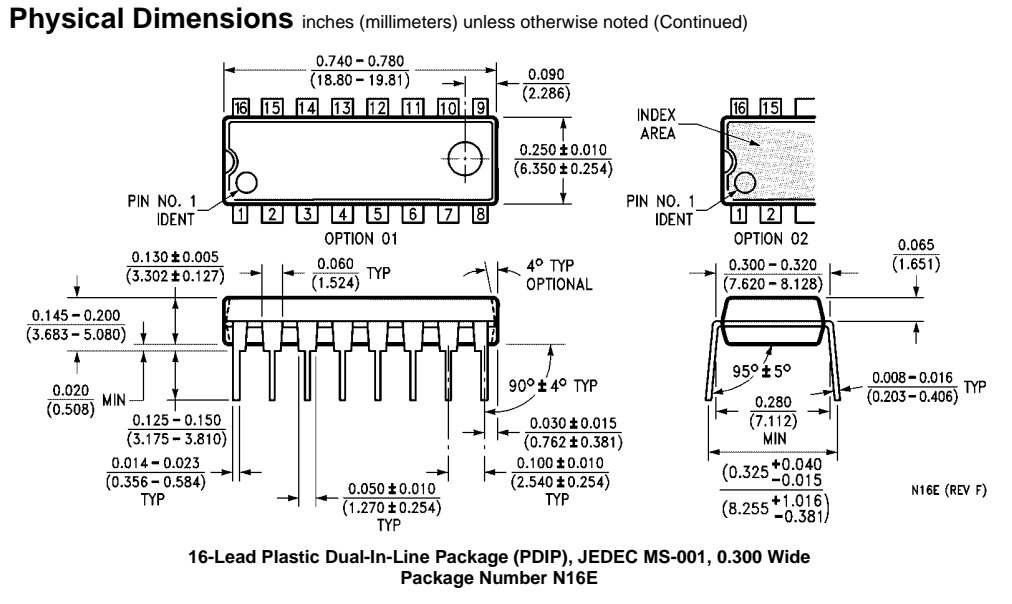 Physical Dimensions inches (millimeters) unless otherwise noted (Continued)
0.740 – 0.780
(18.80 – 19.81)
0.090
(2.286)
16 15 14 13 12 11 10 9
INDEX
AREA
16 15
0.250 ± 0.010
(6.350 ± 0.254)
PIN NO. 1
IDENT
1 2 3 4 5 6 7 8
OPTION 01
PIN NO. 1
IDENT
1 2
OPTION 02
0.065
(1.651)
0.130 ± 0.005
(3.302 ± 0.127)
0.060
(1.524)
TYP
4° TYP
OPTIONAL
0.300 – 0.320
(7.620 – 8.128)
0.145 – 0.200
(3.683 – 5.080)
0.020
(0.508)
MIN
90° ± 4° TYP
95° ± 5°
0.008 – 0.016
(0.203 – 0.406)
TYP
0.125 – 0.150
(3.175 – 3.810)
0.030 ± 0.015
(0.762 ± 0.381)
0.280
(7.112)
MIN
0.014 – 0.023
(0.356 – 0.584)
TYP
0.050 ± 0.010
(1.270 ± 0.254)
TYP
0.100 ± 0.010
(2.540 ± 0.254)
TYP
(0.325 +0.040
–0.015
(8.255 +1.016
–0.381)
N16E (REV F)
16-Lead Plastic Dual-In-Line Package (PDIP), JEDEC MS-001, 0.300 Wide
Package Number N16E